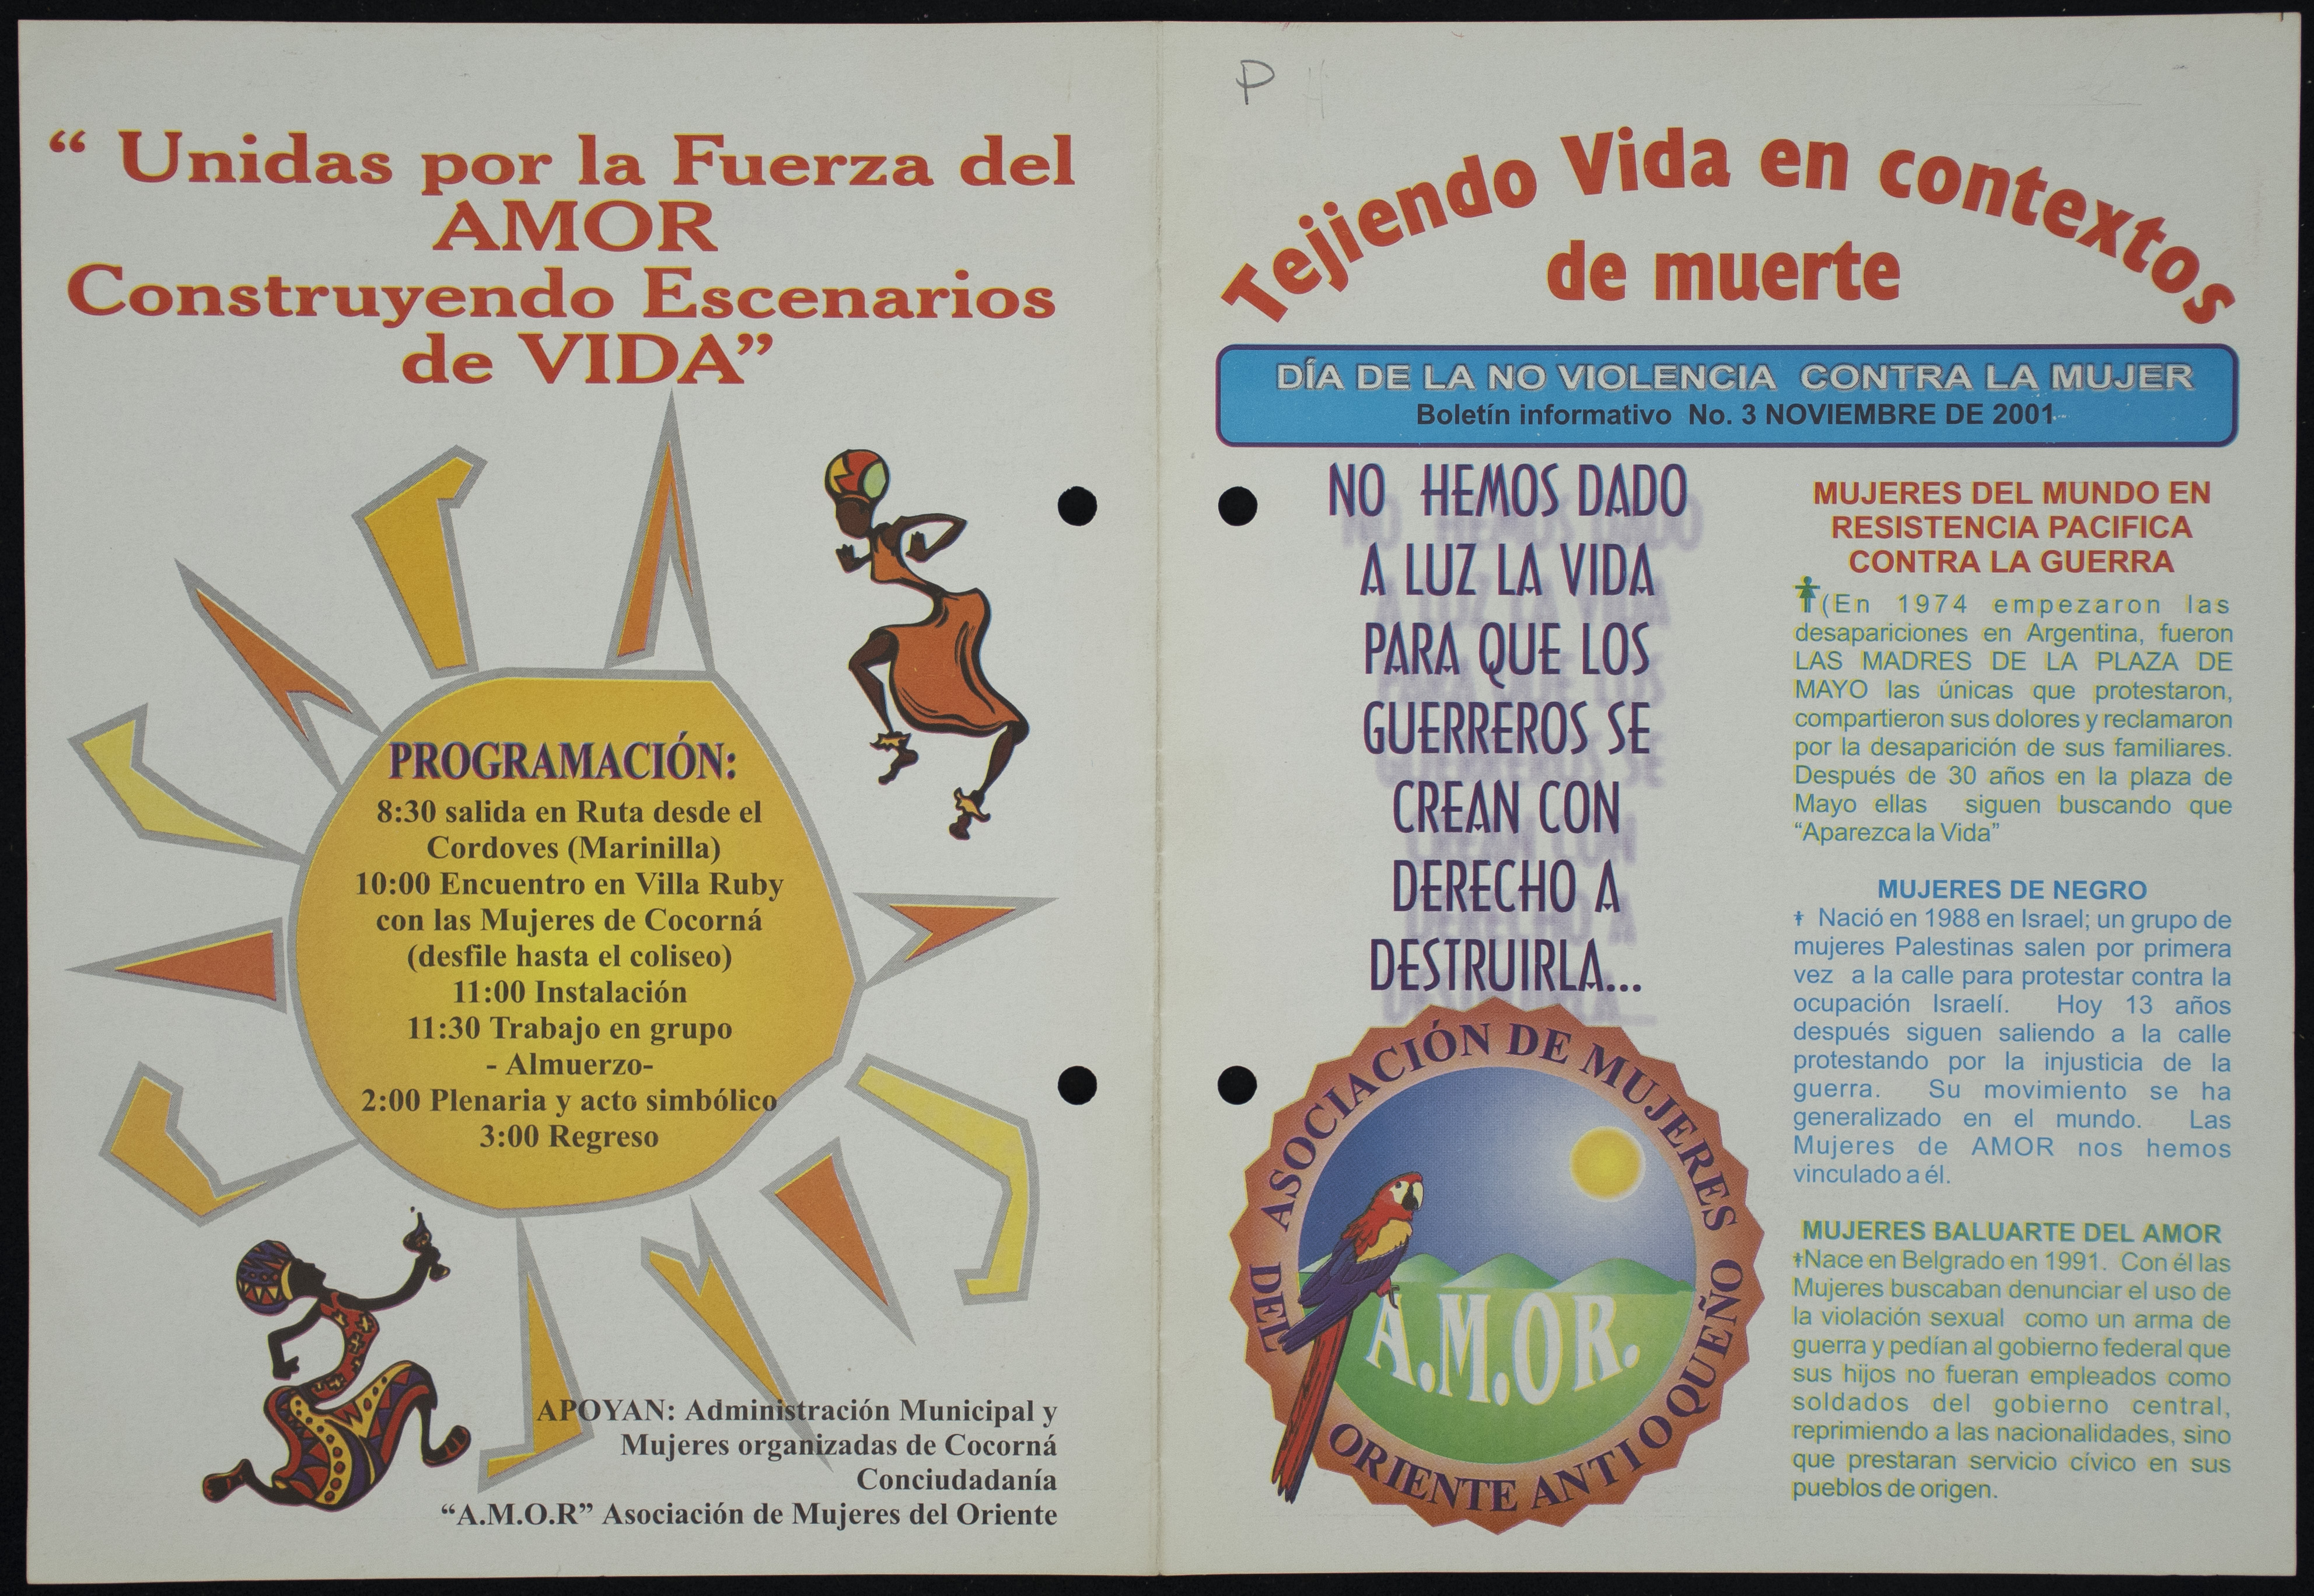 “ Unidas por la Fuerza del
AMOR
Construyendo Escenarios
de VIDA”
PROGRAMACIÓN:
8:30 salida en Ruta desde el
Cordoves (Marinilla)
10:00 Encuentro en Villa Ruby
con las Mujeres de Cocorná
(desfile hasta el coliseo)
11:00 Instalación
11:30 Trabajo en grupo
- Almuerzo-
2:00 Plenaria y acto simbólico
3:00 Regreso
APOYAN: Administración Municipal y
Mujeres organizadas de Cocorná
Conciudadanía
“A.M.O.R” Asociación de Mujeres del Oriente
P
Tejiendo Vida en contextos
de muerte
DÍA DE LA NO VIOLENCIA CONTRA LA MUJER
Boletín informativo No. 3 NOVIEMBRE DE 2001
NO HEMOS DADO
A LUZ LA VIDA
PARA QUE LOS
GUERREROS SE
CREAN CON
DERECHO A
DESTRUIRLA...
ASOCIACIÓN DE MUJERES
DEL ORIENTE ANTIOQUEÑO
A.M.O.R.
MUJERES DEL MUNDO EN
RESISTENCIA PACIFICA
CONTRA LA GUERRA
(En 1974 empezaron las
desapariciones en Argentina, fueron
LAS MADRES DE LA PLAZA DE
MAYO las únicas que protestaron,
compartieron sus dolores y reclamaron
por la desaparición de sus familiares.
Después de 30 años en la plaza de
Mayo ellas siguen buscando que
“Aparezca la Vida”
MUJERES DE NEGRO
Nació en 1988 en Israel; un grupo de
mujeres Palestinas salen por primera
vez a la calle para protestar contra la
ocupación Israelí. Hoy 13 años
después siguen saliendo a la calle
protestando por la injusticia de la
guerra. Su movimiento se ha
generalizado en el mundo. Las
Mujeres de AMOR nos hemos
vinculado a él.
MUJERES BALUARTE DEL AMOR
Nace en Belgrado en 1991. Con él las
Mujeres buscaban denunciar el uso de
la violación sexual como un arma de
guerra y pedían al gobierno federal que
sus hijos no fueran empleados como
soldados del gobierno central,
reprimiendo a las nacionalidades, sino
que prestaran servicio cívico en sus
pueblos de origen.